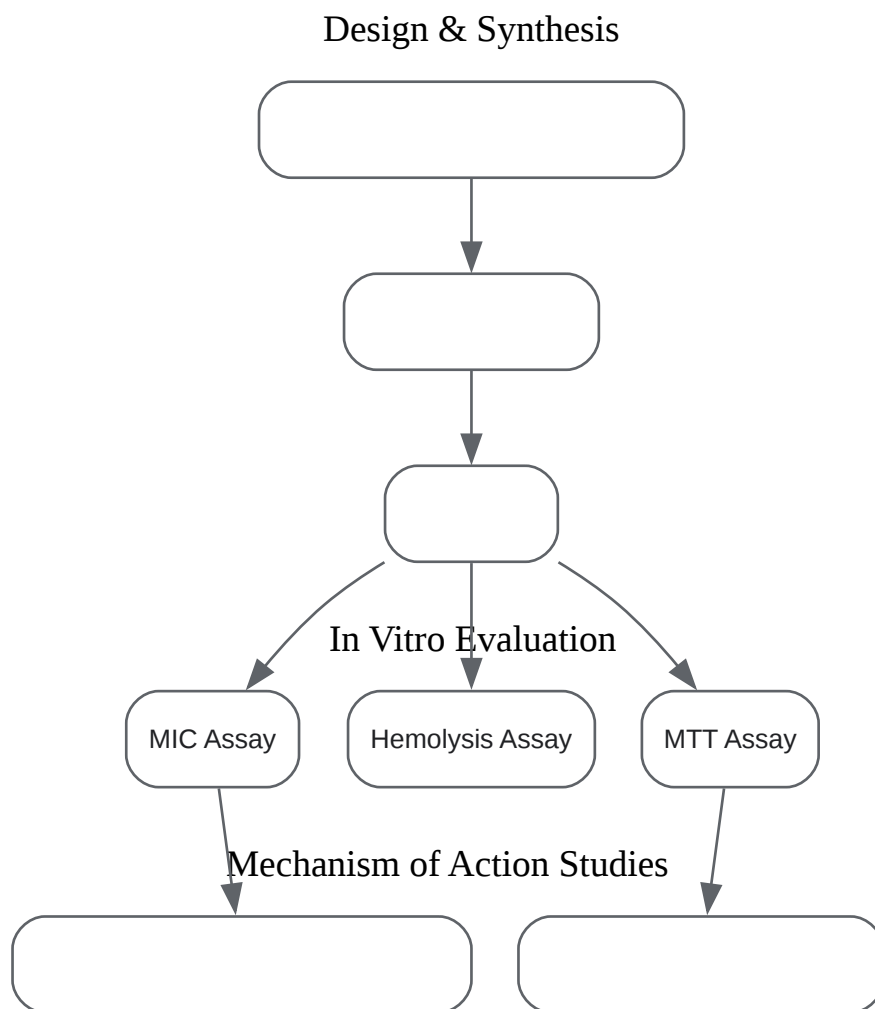 Design & Synthesis
In Vitro Evaluation
MIC Assay
Hemolysis Assay
MTT Assay
Mechanism of Action Studies